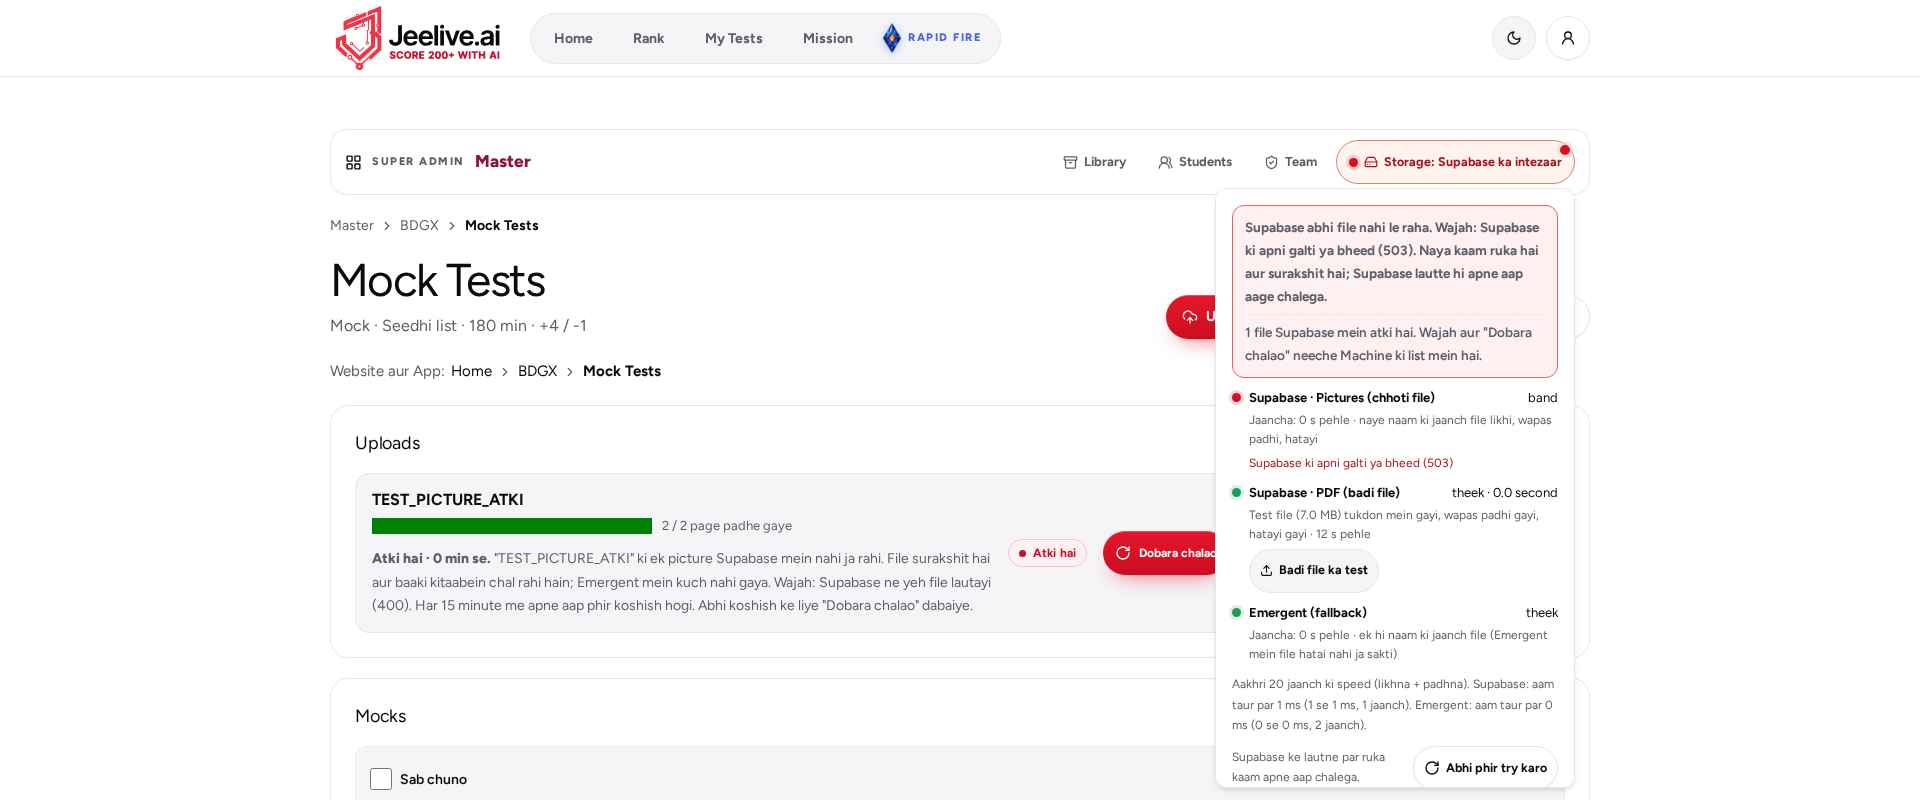 Jeelive.ai
SCORE 200+ WITH AI
Home
Rank
My Tests
Mission
RAPID FIRE
SUPER ADMIN
Master
Library
Students
Team
Storage: Supabase ka intezaar
Master > BDGX > Mock Tests
Mock Tests
Mock · Seedhi list · 180 min · +4 / -1
Website aur App: Home > BDGX > Mock Tests
Uploads
TEST_PICTURE_ATKI
2 / 2 page padhe gaye
Atki hai · 0 min se. "TEST_PICTURE_ATKI" ki ek picture Supabase mein nahi ja rahi. File surakshit hai
aur baaki kitaabein chal rahi hain; Emergent mein kuch nahi gaya. Wajah: Supabase ne yeh file lautayi
(400). Har 15 minute me apne aap phir koshish hogi. Abhi koshish ke liye "Dobara chalao" dabaiye.
Atki hai
Dobara chalao
Mocks
Sab chuno
Supabase abhi file nahi le raha. Wajah: Supabase
ki apni galti ya bheed (503). Naya kaam ruka hai
aur surakshit hai; Supabase lautte hi apne aap
aage chalega.
1 file Supabase mein atki hai. Wajah aur "Dobara
chalao" neeche Machine ki list mein hai.
Supabase · Pictures (chhoti file)
band
Jaancha: 0 s pehle · naye naam ki jaanch file likhi, wapas
padhi, hatayi
Supabase ki apni galti ya bheed (503)
Supabase · PDF (badi file)
theek · 0.0 second
Test file (7.0 MB) tukdon mein gayi, wapas padhi gayi,
hatayi gayi · 12 s pehle
Badi file ka test
Emergent (fallback)
theek
Jaancha: 0 s pehle · ek hi naam ki jaanch file (Emergent
mein file hatai nahi ja sakti)
Aakhri 20 jaanch ki speed (likhna + padhna). Supabase: aam
taur par 1 ms (1 se 1 ms, 1 jaanch). Emergent: aam taur par 0
ms (0 se 0 ms, 2 jaanch).
Supabase ke lautne par ruka
kaam apne aap chalega.
Abhi phir try karo